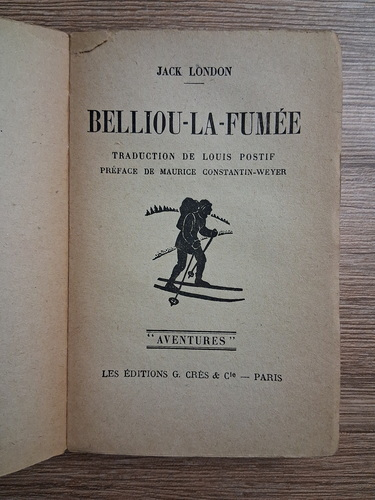 JACK LONDON
BELLIOU-LA-FUMÉE
TRADUCTION DE LOUIS POSTIF
PRÉFACE DE MAURICE CONSTANTIN-WEYER
"AVENTURES"
LES ÉDITIONS G. CRÈS & Cie — PARIS